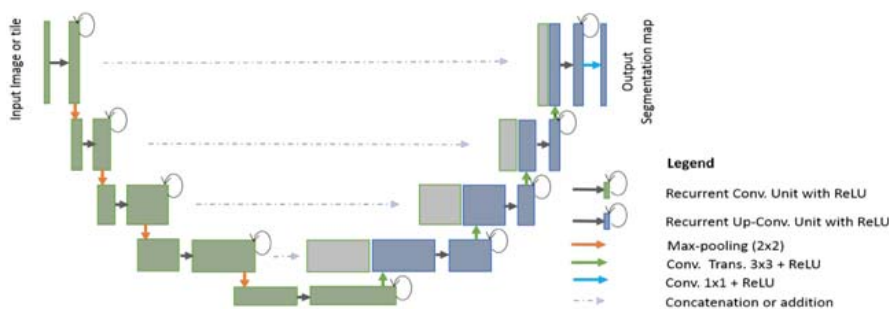 Input Image or tile
Output
Segmentation map
Legend
Recurrent Conv. Unit with ReLU
Recurrent Up-Conv. Unit with ReLU
Max-pooling (2x2)
Conv. Trans. 3x3 + ReLU
Conv. 1x1 + ReLU
Concatenation or addition